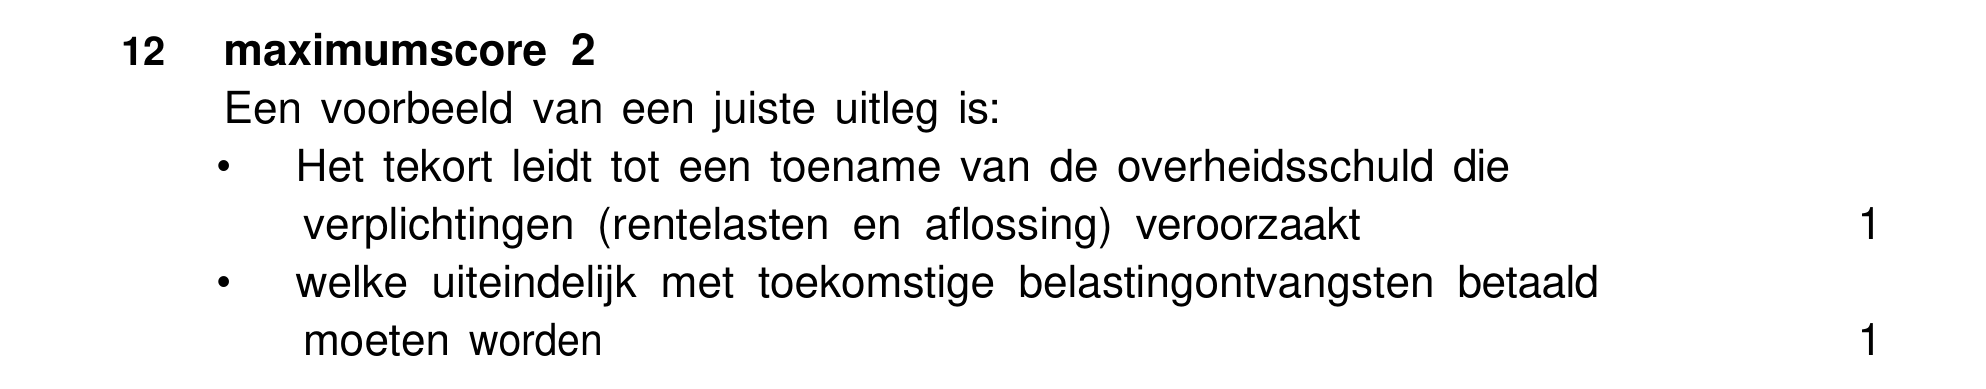 12 maximumscore 2
Een voorbeeld van een juiste uitleg is:
• Het tekort leidt tot een toename van de overheidsschuld die
verplichtingen (rentelasten en aflossing) veroorzaakt 1
• welke uiteindelijk met toekomstige belastingontvangsten betaald
moeten worden 1